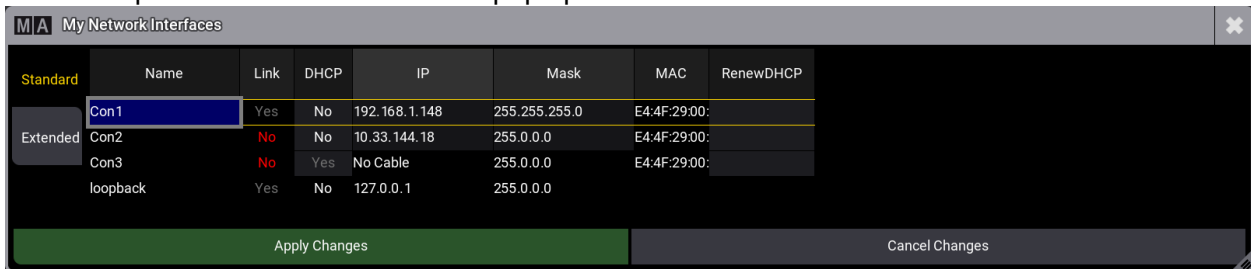 MA My Network Interfaces
Standard Name Link DHCP IP Mask MAC RenewDHCP
Con1 Yes No 192.168.1.148 255.255.255.0 E4:4F:29:00:
Extended Con2 No No 10.33.144.18 255.0.0.0 E4:4F:29:00:
Con3 No Yes No Cable 255.0.0.0 E4:4F:29:00:
loopback Yes No 127.0.0.1 255.0.0.0
Apply Changes Cancel Changes